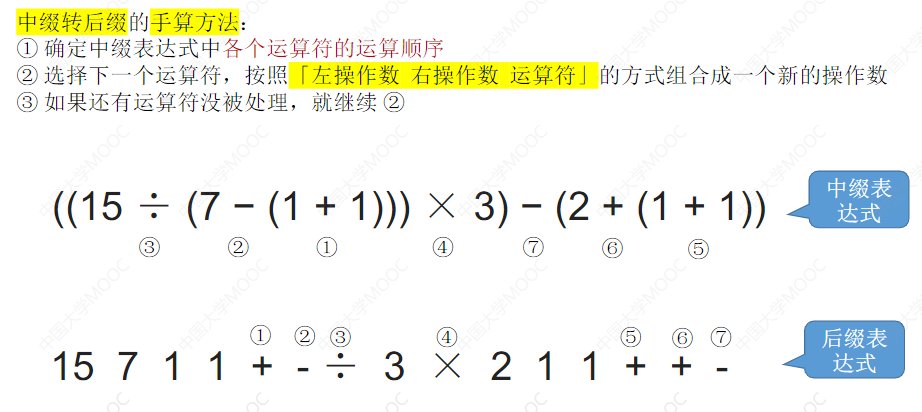 中缀转后缀的手算方法：
① 确定中缀表达式中各个运算符的运算顺序
② 选择下一个运算符，按照「左操作数 右操作数 运算符」的方式组合成一个新的操作数
③ 如果还有运算符没被处理，就继续 ②
((15 ÷ (7 − (1 + 1))) × 3) − (2 + (1 + 1))
③ ② ① ④ ⑦ ⑥ ⑤
中缀表
达式
① ② ③ ④ ⑤ ⑥ ⑦
15 7 1 1 + - ÷ 3 × 2 1 1 + + -
后缀表
达式
中国大学MOOC